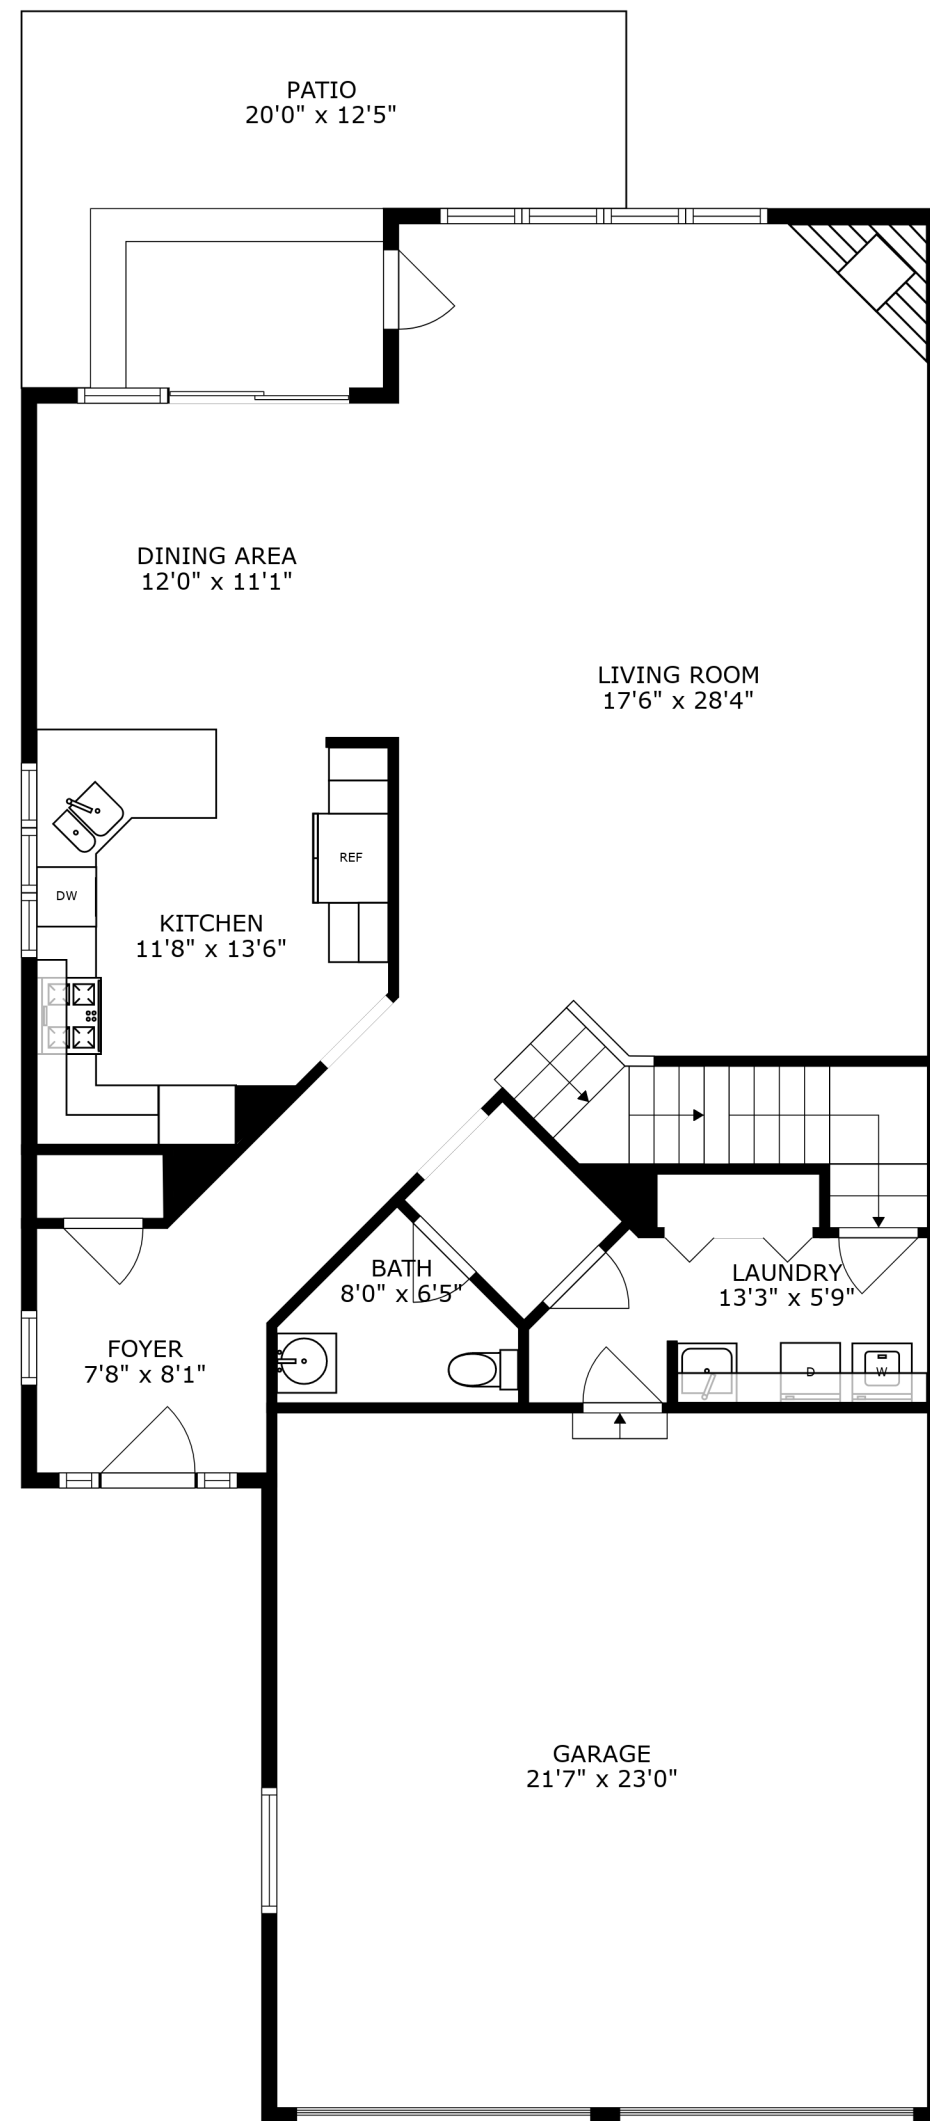 PATIO
20'0" x 12'5"
DINING AREA
12'0" x 11'1"
LIVING ROOM
17'6" x 28'4"
REF
DW
KITCHEN
11'8" x 13'6"
BATH
8'0" x 6'5"
LAUNDRY
13'3" x 5'9"
FOYER
7'8" x 8'1"
D
W
GARAGE
21'7" x 23'0"